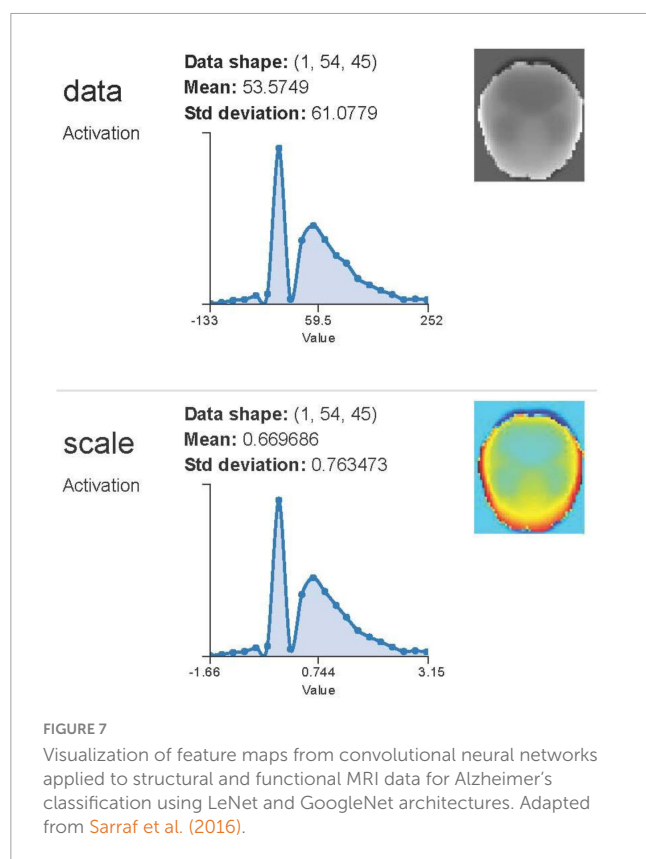 data
Activation
Data shape: (1, 54, 45)
Mean: 53.5749
Std deviation: 61.0779
-133 59.5 252
Value
scale
Activation
Data shape: (1, 54, 45)
Mean: 0.669686
Std deviation: 0.763473
-1.66 0.744 3.15
Value
FIGURE 7
Visualization of feature maps from convolutional neural networks
applied to structural and functional MRI data for Alzheimer's
classification using LeNet and GoogleNet architectures. Adapted
from Sarraf et al. (2016).